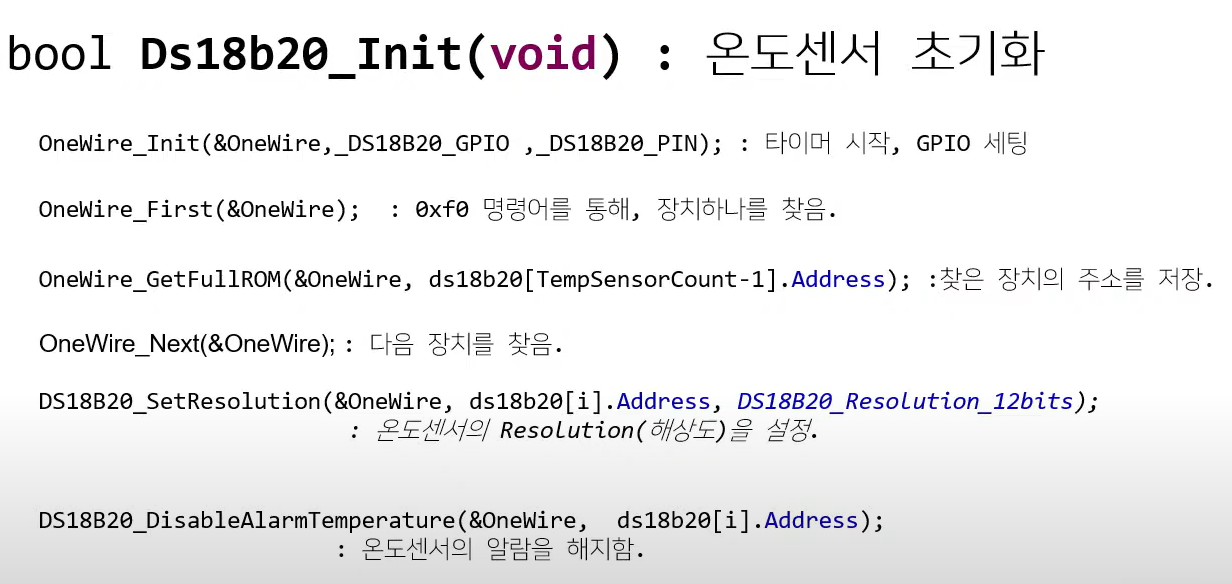 bool Ds18b20_Init(void) : 온도센서 초기화
OneWire_Init(&OneWire,_DS18B20_GPIO ,_DS18B20_PIN); : 타이머 시작, GPIO 세팅
OneWire_First(&OneWire);  : 0xf0 명령어를 통해, 장치하나를 찾음.
OneWire_GetFullROM(&OneWire, ds18b20[TempSensorCount-1].Address); :찾은 장치의 주소를 저장.
OneWire_Next(&OneWire); : 다음 장치를 찾음.
DS18B20_SetResolution(&OneWire, ds18b20[i].Address, DS18B20_Resolution_12bits);
: 온도센서의 Resolution(해상도)을 설정.
DS18B20_DisableAlarmTemperature(&OneWire,  ds18b20[i].Address);
: 온도센서의 알람을 해지함.